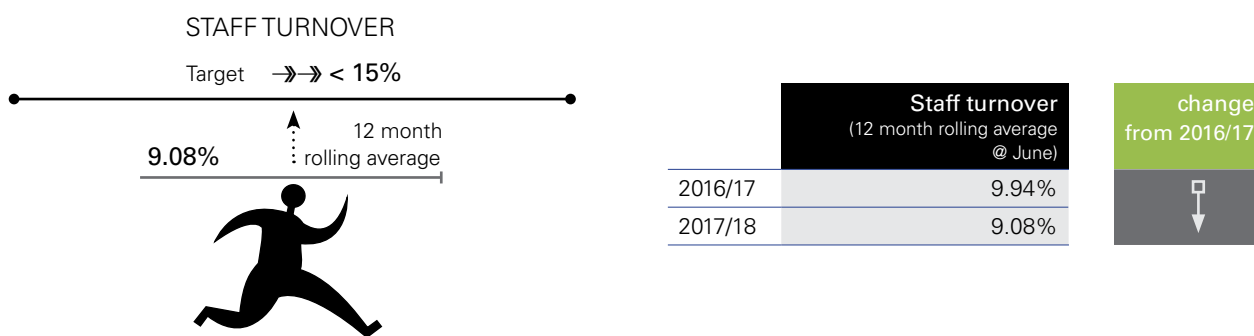 STAFF TURNOVER
Target < 15%
12 month
9.08% rolling average
Staff turnover
(12 month rolling average
@ June)
2016/17 9.94%
2017/18 9.08%
change
from 2016/17